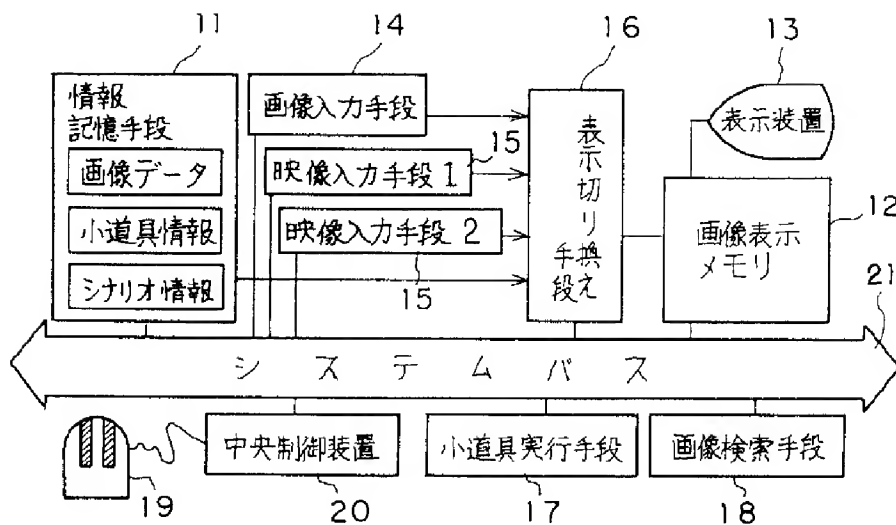 11
14
16
13
情報
記憶手段
画像データ
小道具情報
シナリオ情報
画像入力手段
15
映像入力手段1
映像入力手段2
15
表示切り換え
手段
表示装置
12
画像表示
メモリ
21
システムバス
中央制御装置
小道具実行手段
画像検索手段
19
20
17
18